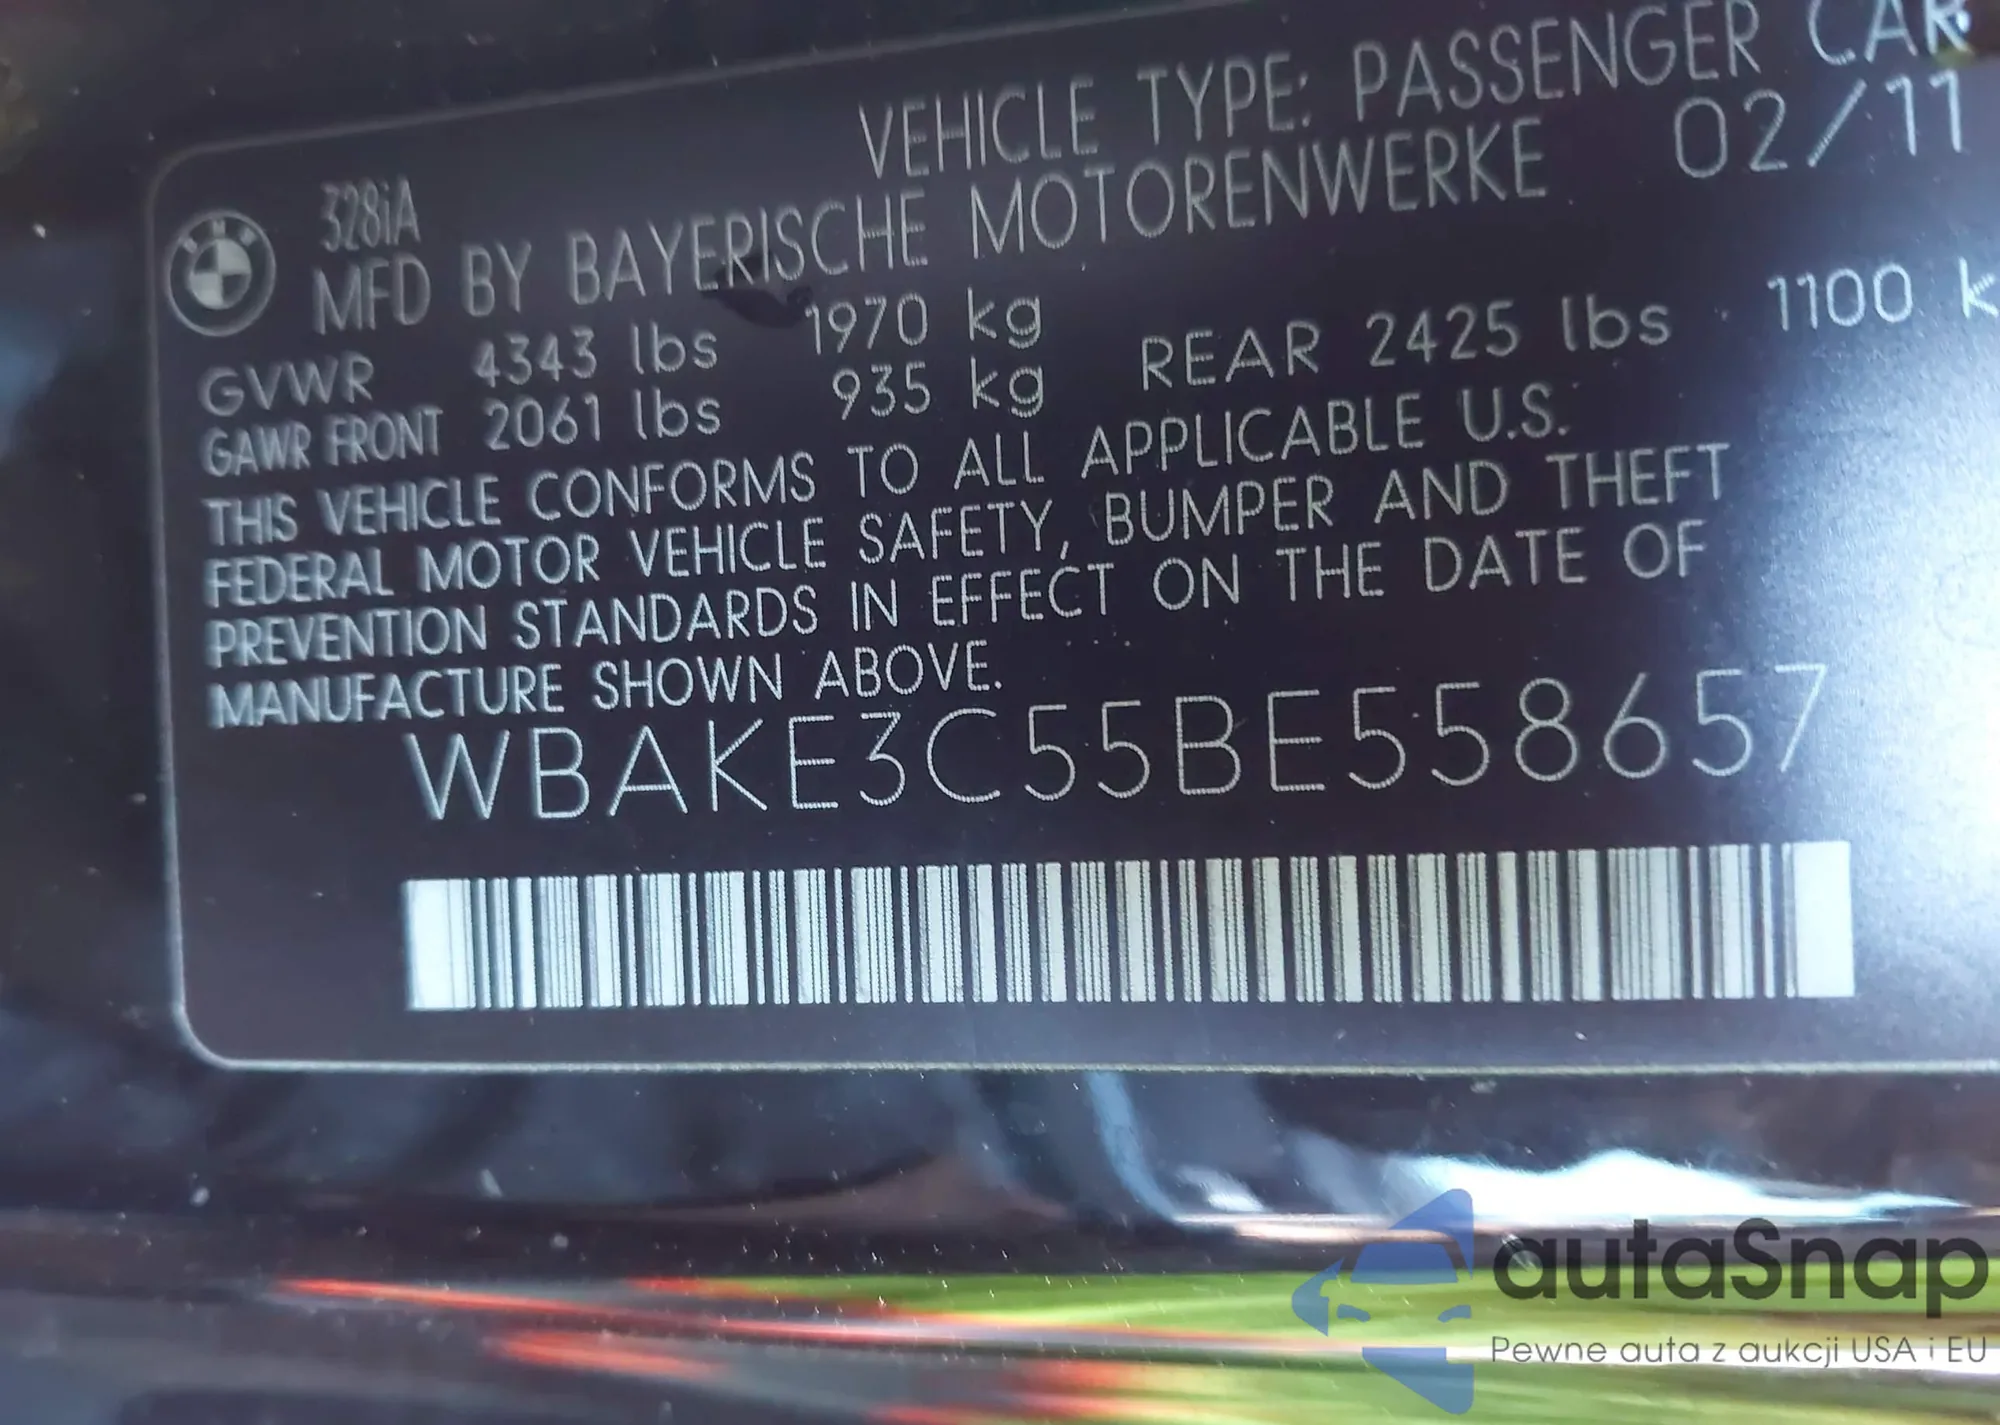 VEHICLE TYPE: PASSENGER CAR
328iA
MFD BY BAYERISCHE MOTORENWERKE 02/11
GVWR 4343 lbs 1970 kg
GAWR FRONT 2061 lbs 935 kg REAR 2425 lbs 1100 k
THIS VEHICLE CONFORMS TO ALL APPLICABLE U.S.
FEDERAL MOTOR VEHICLE SAFETY, BUMPER AND THEFT
PREVENTION STANDARDS IN EFFECT ON THE DATE OF
MANUFACTURE SHOWN ABOVE.
WBAKE3C55BE558657
autaSnap
Pewne auta z aukcji USA i EU